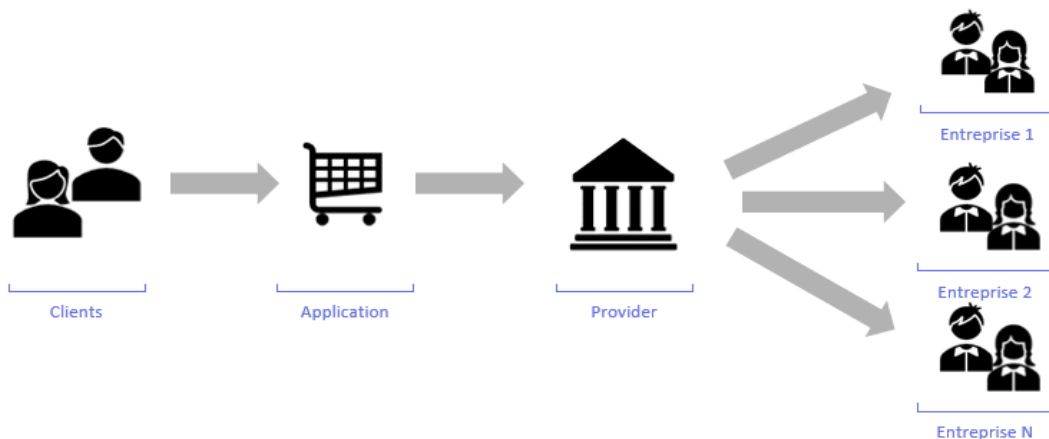 Entreprise 1
Clients
Application
Provider
Entreprise 2
Entreprise N